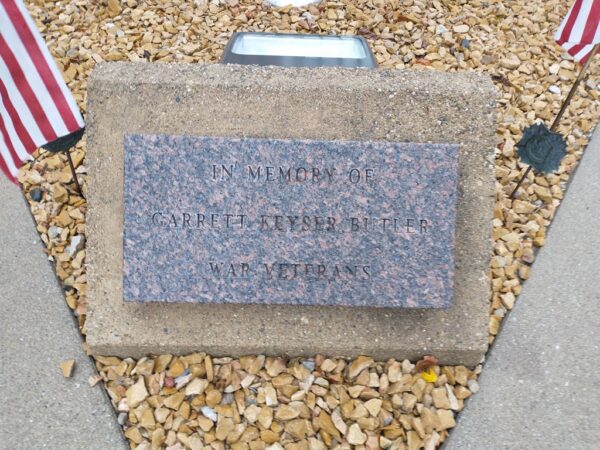 IN MEMORY OF
GARRETT KEYSER BUTLER
WAR VETERANS